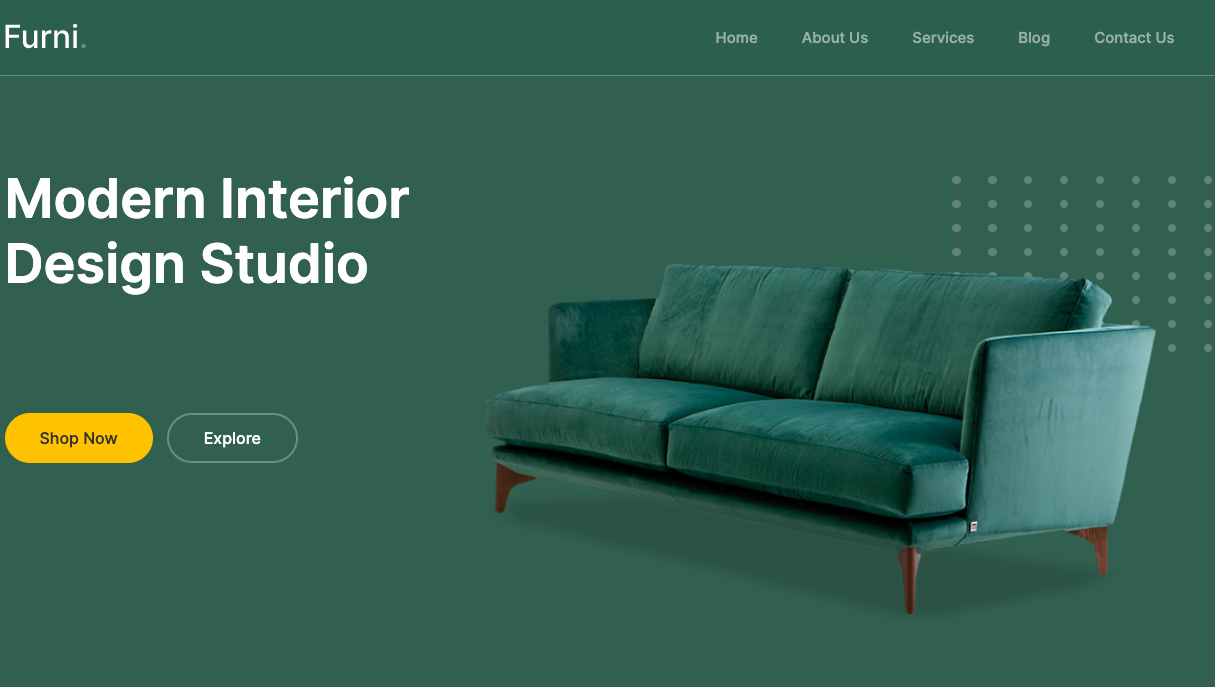 Furni.
Home About Us Services Blog Contact Us
Modern Interior
Design Studio
Shop Now Explore